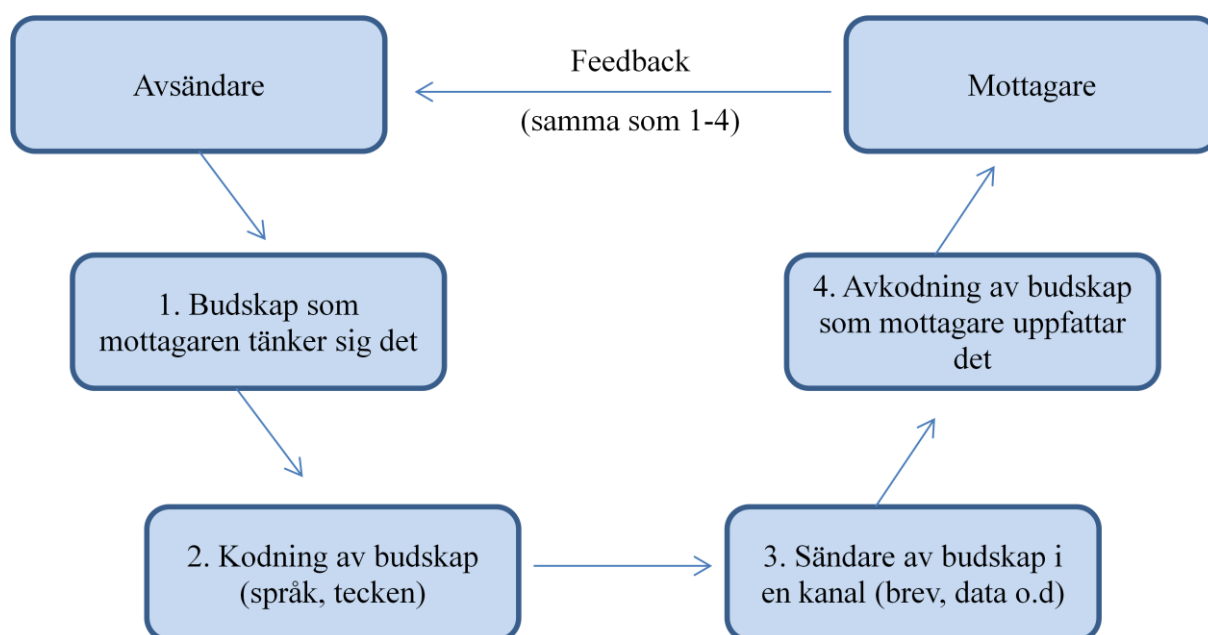 Avsändare
Feedback
(samma som 1-4)
Mottagare
1. Budskap som
mottagaren tänker sig det
4. Avkodning av budskap
som mottagare uppfattar
det
2. Kodning av budskap
(språk, tecken)
3. Sändare av budskap i
en kanal (brev, data o.d)